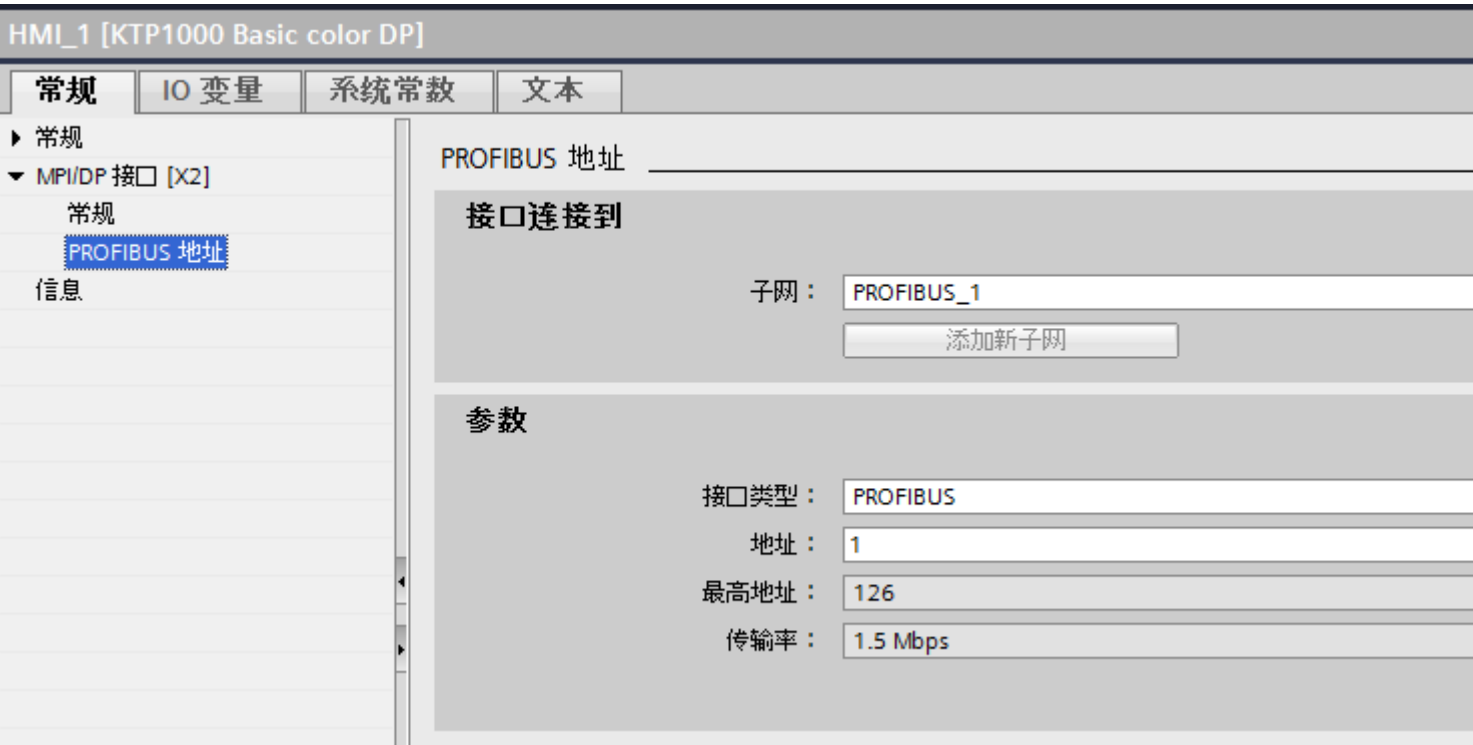 HMI_1 [KTP1000 Basic color DP]
常规 IO 变量 系统常数 文本
常规
MPI/DP 接口 [X2]
常规
PROFIBUS 地址
信息
PROFIBUS 地址
接口连接到
子网： PROFIBUS_1
添加新子网
参数
接口类型： PROFIBUS
地址： 1
最高地址： 126
传输率： 1.5 Mbps